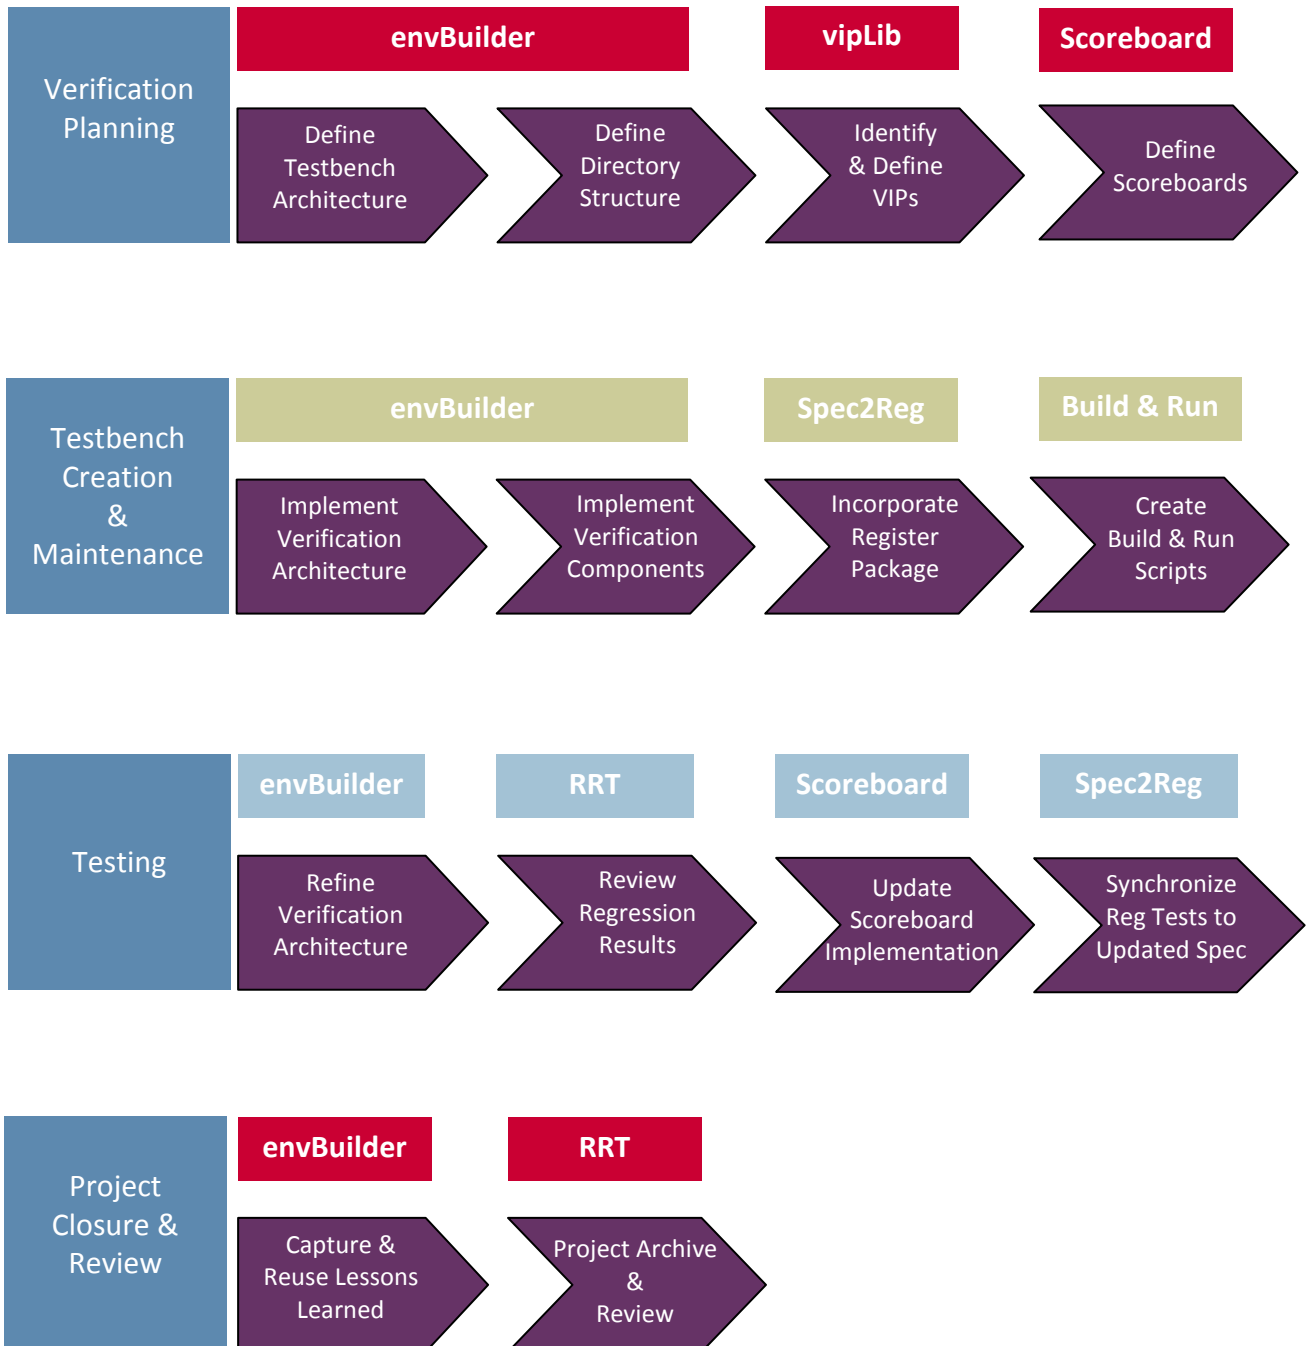 Verification
Planning
envBuilder
vipLib
Scoreboard
Define
Testbench
Architecture
Define
Directory
Structure
Identify
& Define
VIPs
Define
Scoreboards
Testbench
Creation
&
Maintenance
envBuilder
Spec2Reg
Build & Run
Implement
Verification
Architecture
Implement
Verification
Components
Incorporate
Register
Package
Create
Build & Run
Scripts
Testing
envBuilder
RRT
Scoreboard
Spec2Reg
Refine
Verification
Architecture
Review
Regression
Results
Update
Scoreboard
Implementation
Synchronize
Reg Tests to
Updated Spec
Project
Closure &
Review
envBuilder
RRT
Capture &
Reuse Lessons
Learned
Project Archive
&
Review